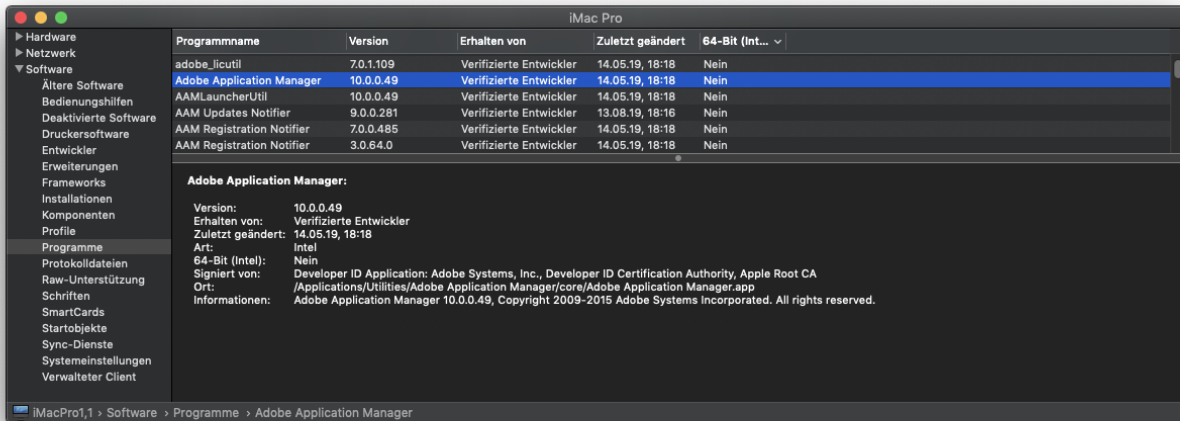 iMac Pro
Hardware
Netzwerk
Software
Ältere Software
Bedienungshilfen
Deaktivierte Software
Druckersoftware
Entwickler
Erweiterungen
Frameworks
Installationen
Komponenten
Profile
Programme
Protokolldateien
Raw-Unterstützung
Schriften
SmartCards
Startobjekte
Sync-Dienste
Systemeinstellungen
Verwalteter Client
Programmname Version Erhalten von Zuletzt geändert 64-Bit (Int...
adobe_licutil 7.0.1.109 Verifizierte Entwickler 14.05.19, 18:18 Nein
Adobe Application Manager 10.0.0.49 Verifizierte Entwickler 14.05.19, 18:18 Nein
AAMLauncherUtil 10.0.0.49 Verifizierte Entwickler 14.05.19, 18:18 Nein
AAM Updates Notifier 9.0.0.281 Verifizierte Entwickler 13.08.19, 18:16 Nein
AAM Registration Notifier 7.0.0.485 Verifizierte Entwickler 14.05.19, 18:18 Nein
AAM Registration Notifier 3.0.64.0 Verifizierte Entwickler 14.05.19, 18:18 Nein
Adobe Application Manager:
Version: 10.0.0.49
Erhalten von: Verifizierte Entwickler
Zuletzt geändert: 14.05.19, 18:18
Art: Intel
64-Bit (Intel): Nein
Signiert von: Developer ID Application: Adobe Systems, Inc., Developer ID Certification Authority, Apple Root CA
Ort: /Applications/Utilities/Adobe Application Manager/core/Adobe Application Manager.app
Informationen: Adobe Application Manager 10.0.0.49, Copyright 2009-2015 Adobe Systems Incorporated. All rights reserved.
iMacPro1,1 › Software › Programme › Adobe Application Manager